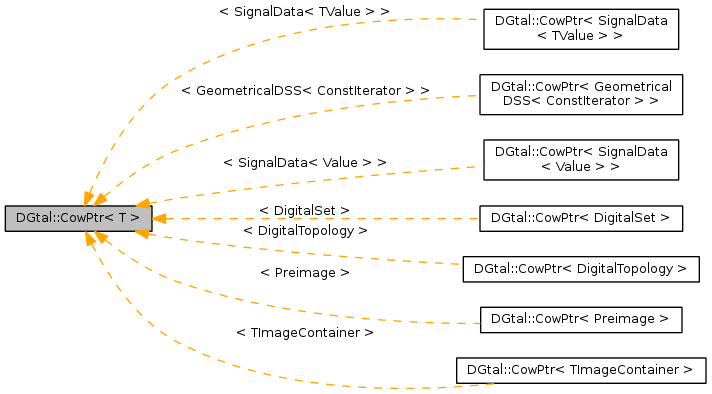 < SignalData< TValue > >
DGtal::CowPtr< SignalData
< TValue > >
< GeometricalDSS< ConstIterator > >
DGtal::CowPtr< Geometrical
DSS< ConstIterator > >
< SignalData< Value > >
DGtal::CowPtr< SignalData
< Value > >
DGtal::CowPtr< T >
< DigitalSet >
DGtal::CowPtr< DigitalSet >
< DigitalTopology >
DGtal::CowPtr< DigitalTopology >
< Preimage >
DGtal::CowPtr< Preimage >
< TImageContainer >
DGtal::CowPtr< TImageContainer >